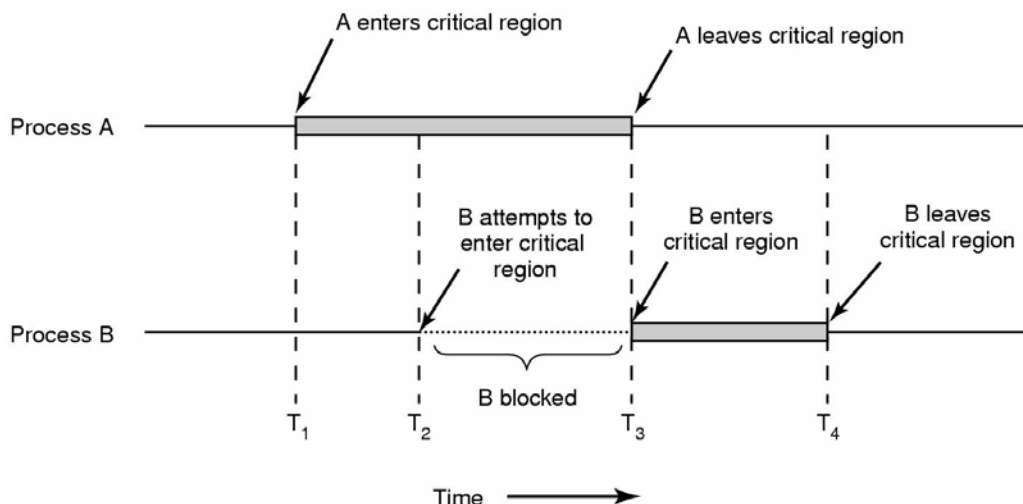 A enters critical region
A leaves critical region
Process A
B attempts to
enter critical
region
B enters
critical region
B leaves
critical region
Process B
B blocked
T1
T2
T3
T4
Time